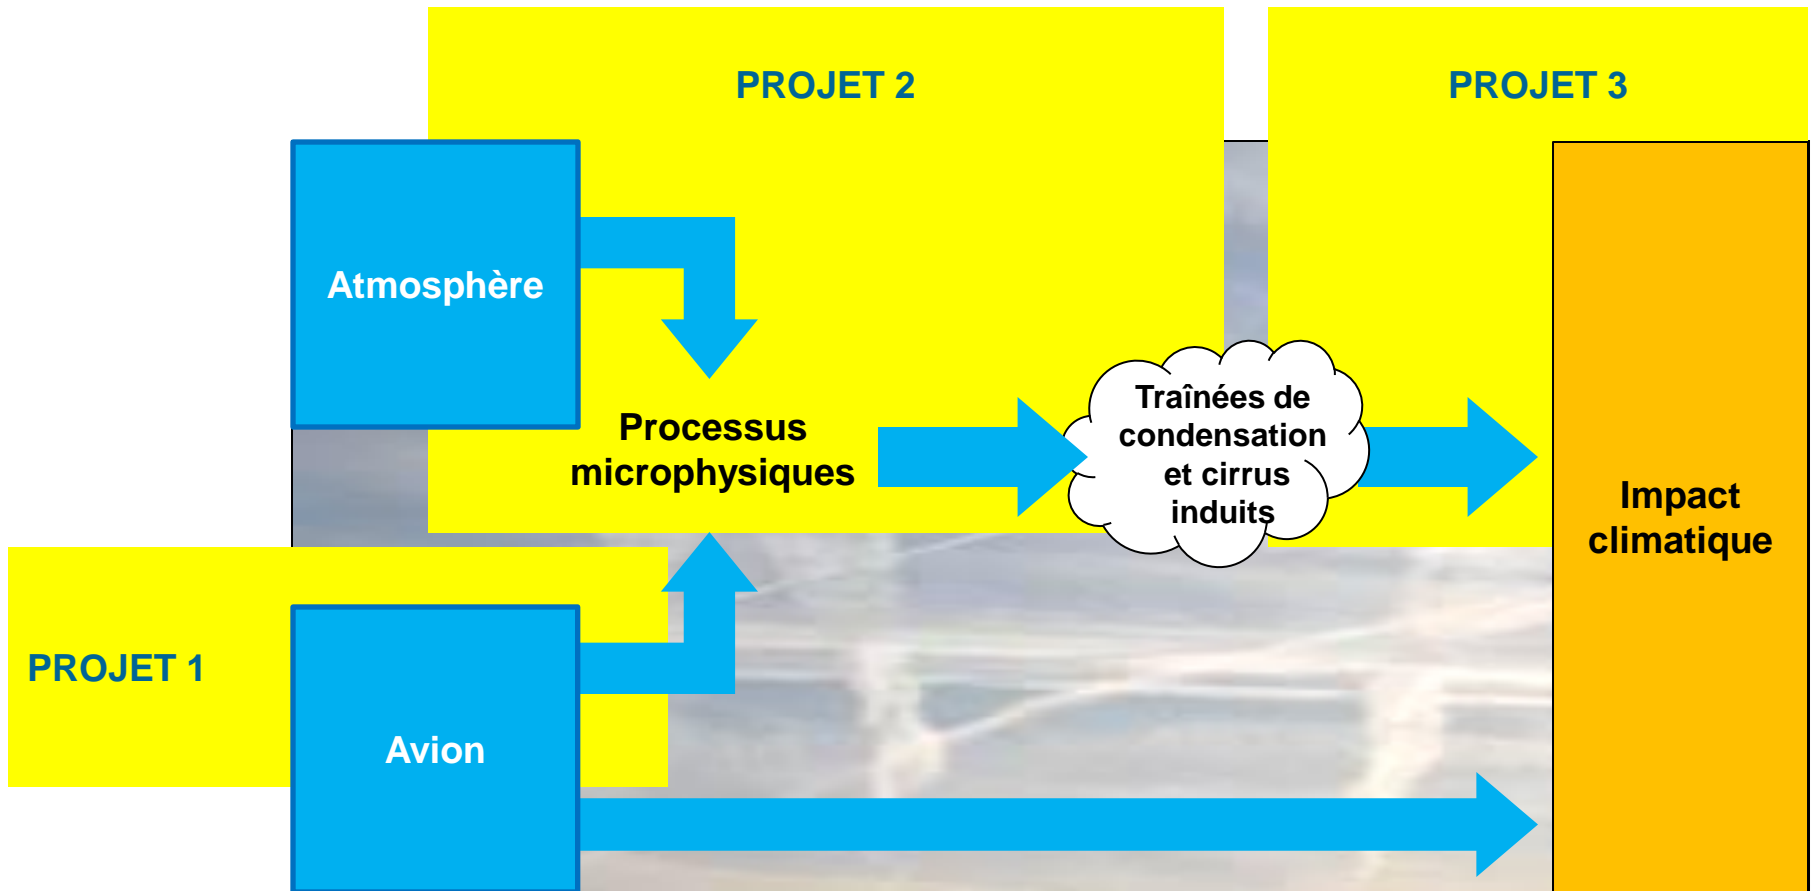 PROJET 2
PROJET 3
Atmosphère
Processus
microphysiques
Traînées de
condensation
et cirrus
induits
Impact
climatique
PROJET 1
Avion